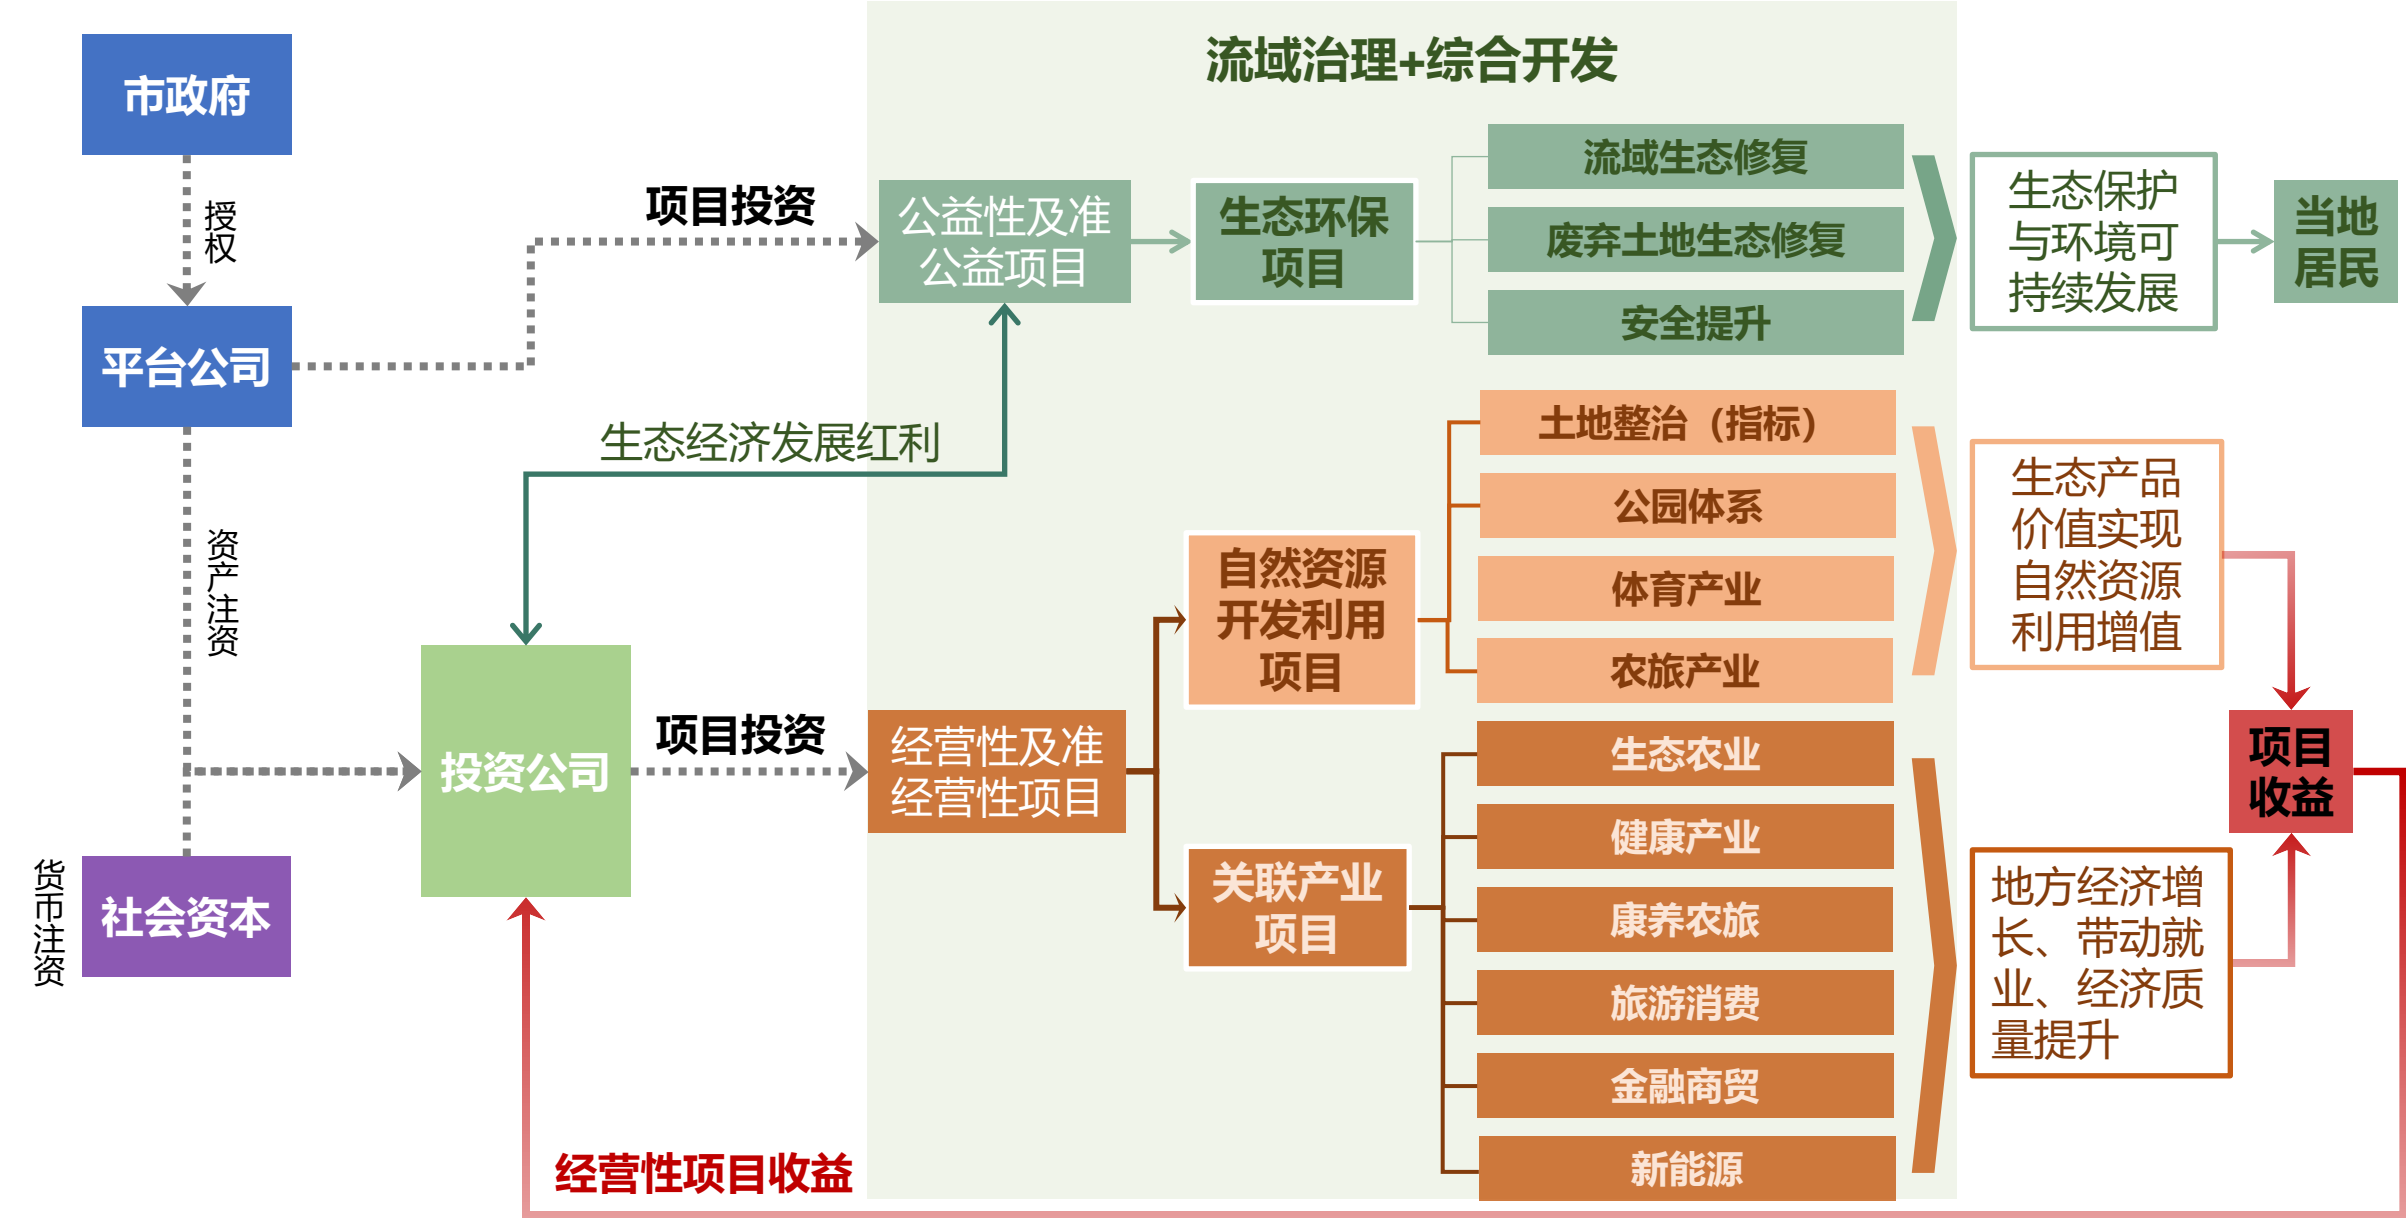 流域治理+综合开发
市政府
授权
平台公司
资产注资
货币注资
社会资本
投资公司
项目投资
生态经济发展红利
项目投资
经营性项目收益
公益性及准
公益项目
生态环保
项目
流域生态修复
废弃土地生态修复
安全提升
生态保护
与环境可
持续发展
当地
居民
经营性及准
经营性项目
自然资源
开发利用
项目
土地整治（指标）
公园体系
体育产业
农旅产业
生态产品
价值实现
自然资源
利用增值
关联产业
项目
生态农业
健康产业
康养农旅
旅游消费
金融商贸
新能源
地方经济增
长、带动就
业、经济质
量提升
项目
收益